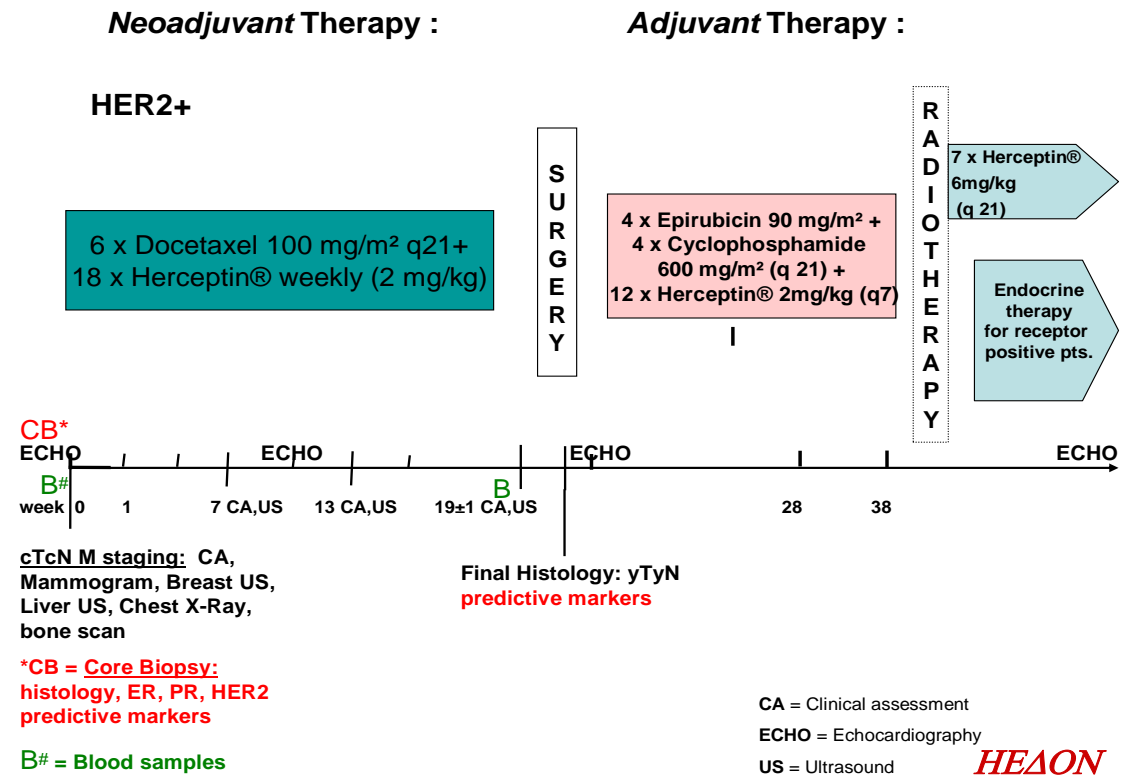 Neoadjuvant Therapy :
Adjuvant Therapy :
HER2+
6 x Docetaxel 100 mg/m² q21+
18 x Herceptin® weekly (2 mg/kg)
SURGERY
4 x Epirubicin 90 mg/m² +
4 x Cyclophosphamide
600 mg/m² (q 21) +
12 x Herceptin® 2mg/kg (q7)
RADIOTHERAPY
7 x Herceptin®
6mg/kg
(q 21)
Endocrine
therapy
for receptor
positive pts.
CB*
ECHO ECHO ECHO ECHO
B# B
week 0 1 7 CA,US 13 CA,US 19±1 CA,US 28 38
cTcN M staging: CA,
Mammogram, Breast US,
Liver US, Chest X-Ray,
bone scan
Final Histology: yTyN
predictive markers
*CB = Core Biopsy:
histology, ER, PR, HER2
predictive markers
B# = Blood samples
CA = Clinical assessment
ECHO = Echocardiography
US = Ultrasound
HEΔON